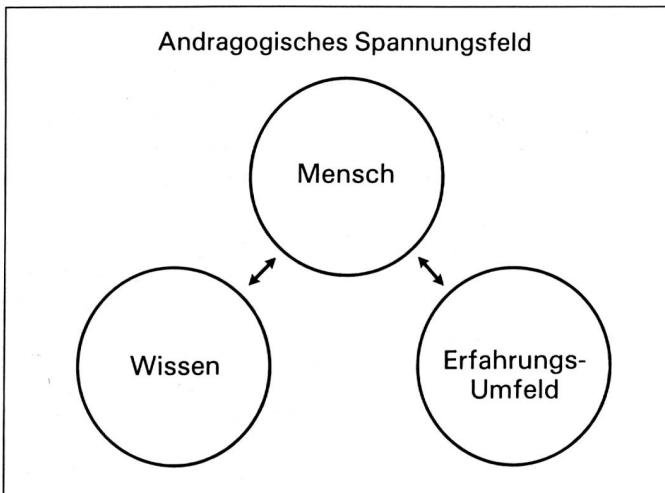 Andragogisches Spannungsfeld
Mensch
Wissen
Erfahrungs-
Umfeld